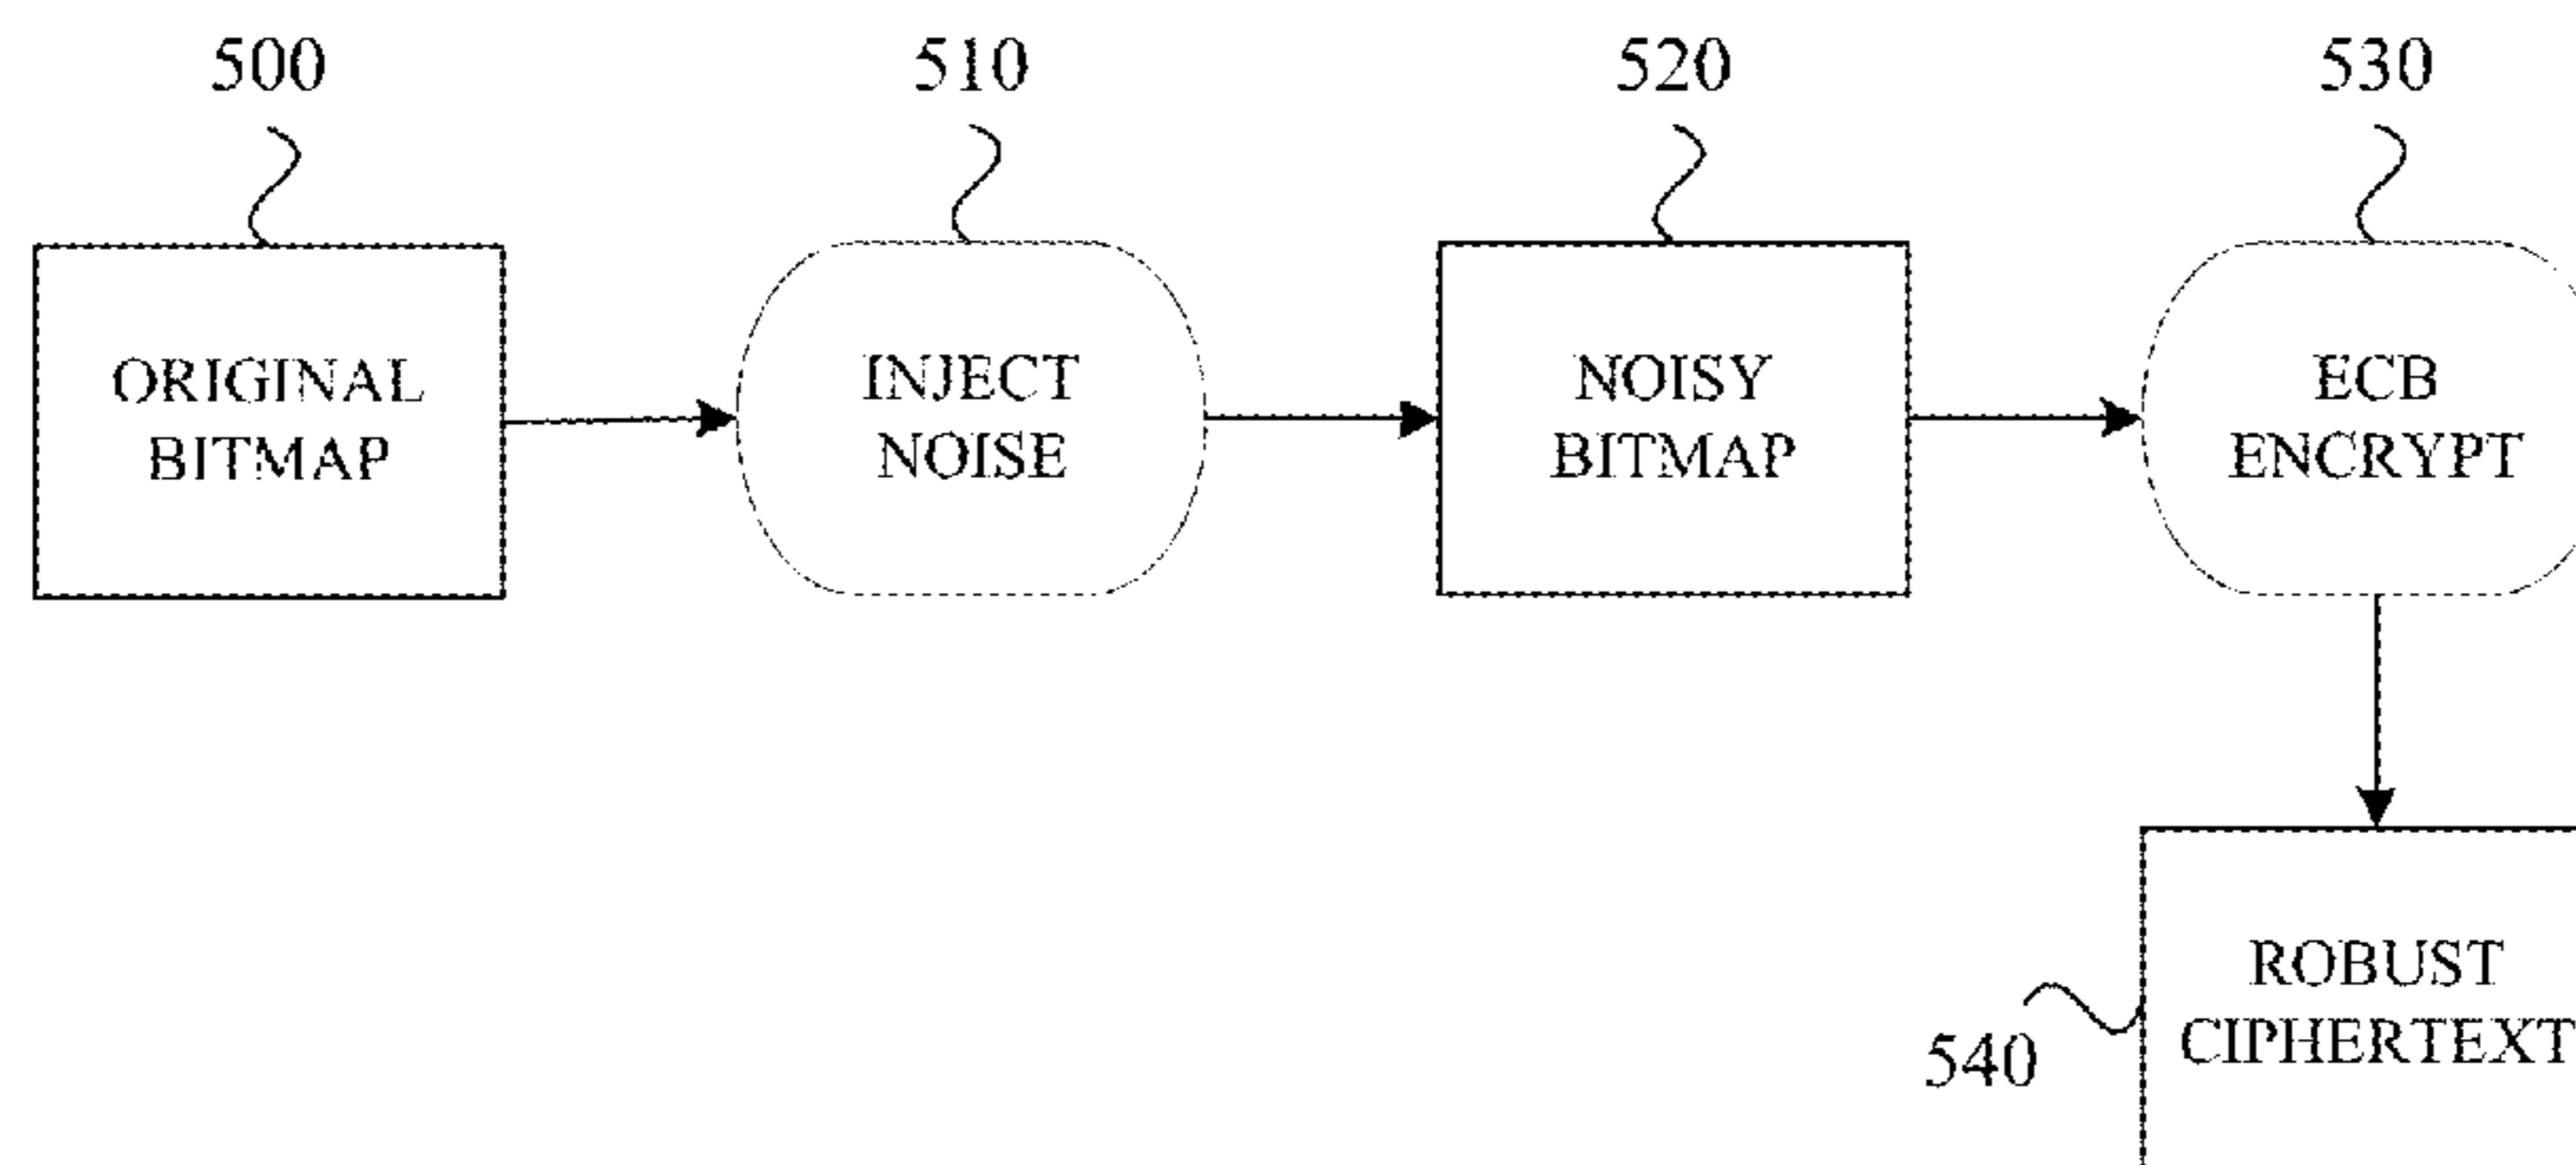 500
510
520
530
ORIGINAL
BITMAP
INJECT
NOISE
NOISY
BITMAP
ECB
ENCRYPT
ROBUST
CIPHERTEXT
540